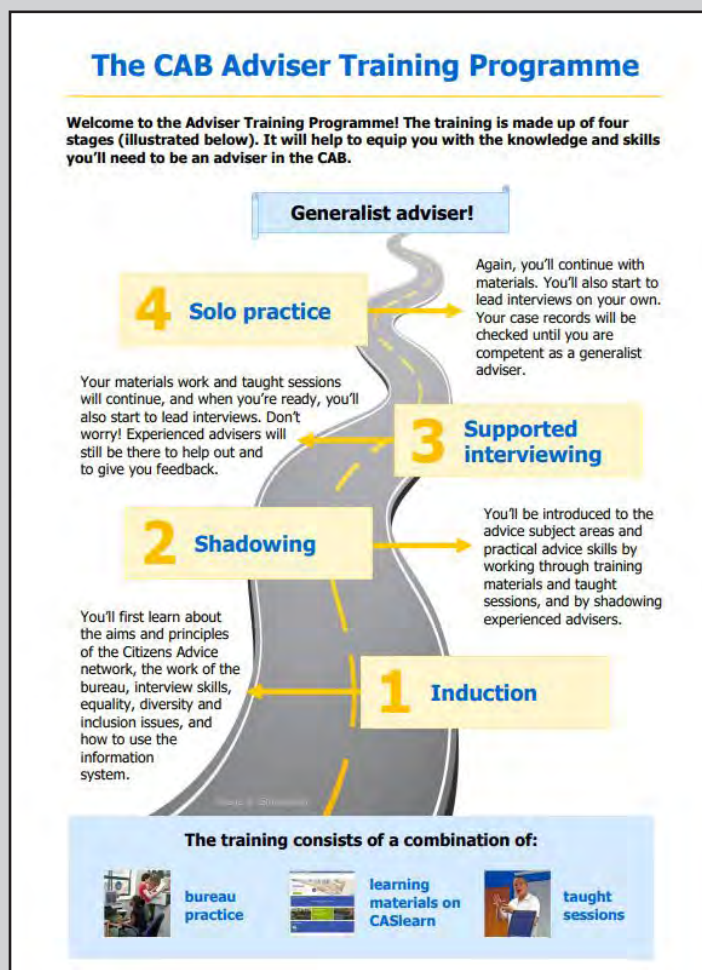 The CAB Adviser Training Programme
Welcome to the Adviser Training Programme! The training is made up of four
stages (illustrated below). It will help to equip you with the knowledge and skills
you'll need to be an adviser in the CAB.
Generalist adviser!
4 Solo practice
Again, you'll continue with
materials. You'll also start to
lead interviews on your own.
Your case records will be
checked until you are
competent as a generalist
adviser.
Your materials work and taught sessions
will continue, and when you're ready, you'll
also start to lead interviews. Don't
worry! Experienced advisers will
still be there to help out and
to give you feedback.
3 Supported
interviewing
2 Shadowing
You'll be introduced to the
advice subject areas and
practical advice skills by
working through training
materials and taught
sessions, and by shadowing
experienced advisers.
You'll first learn about
the aims and principles
of the Citizens Advice
network, the work of the
bureau, interview skills,
equality, diversity and
inclusion issues, and
how to use the
information
system.
1 Induction
The training consists of a combination of:
bureau
practice
learning
materials on
CASlearn
taught
sessions